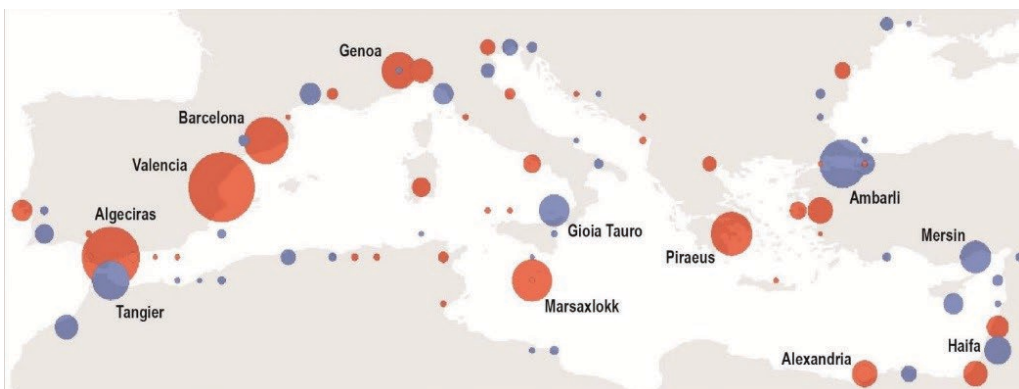 Genoa
Barcelona
Valencia
Algeciras
Ambarli
Gioia Tauro
Mersin
Piraeus
Tangier
Marsaxlokk
Haifa
Alexandria